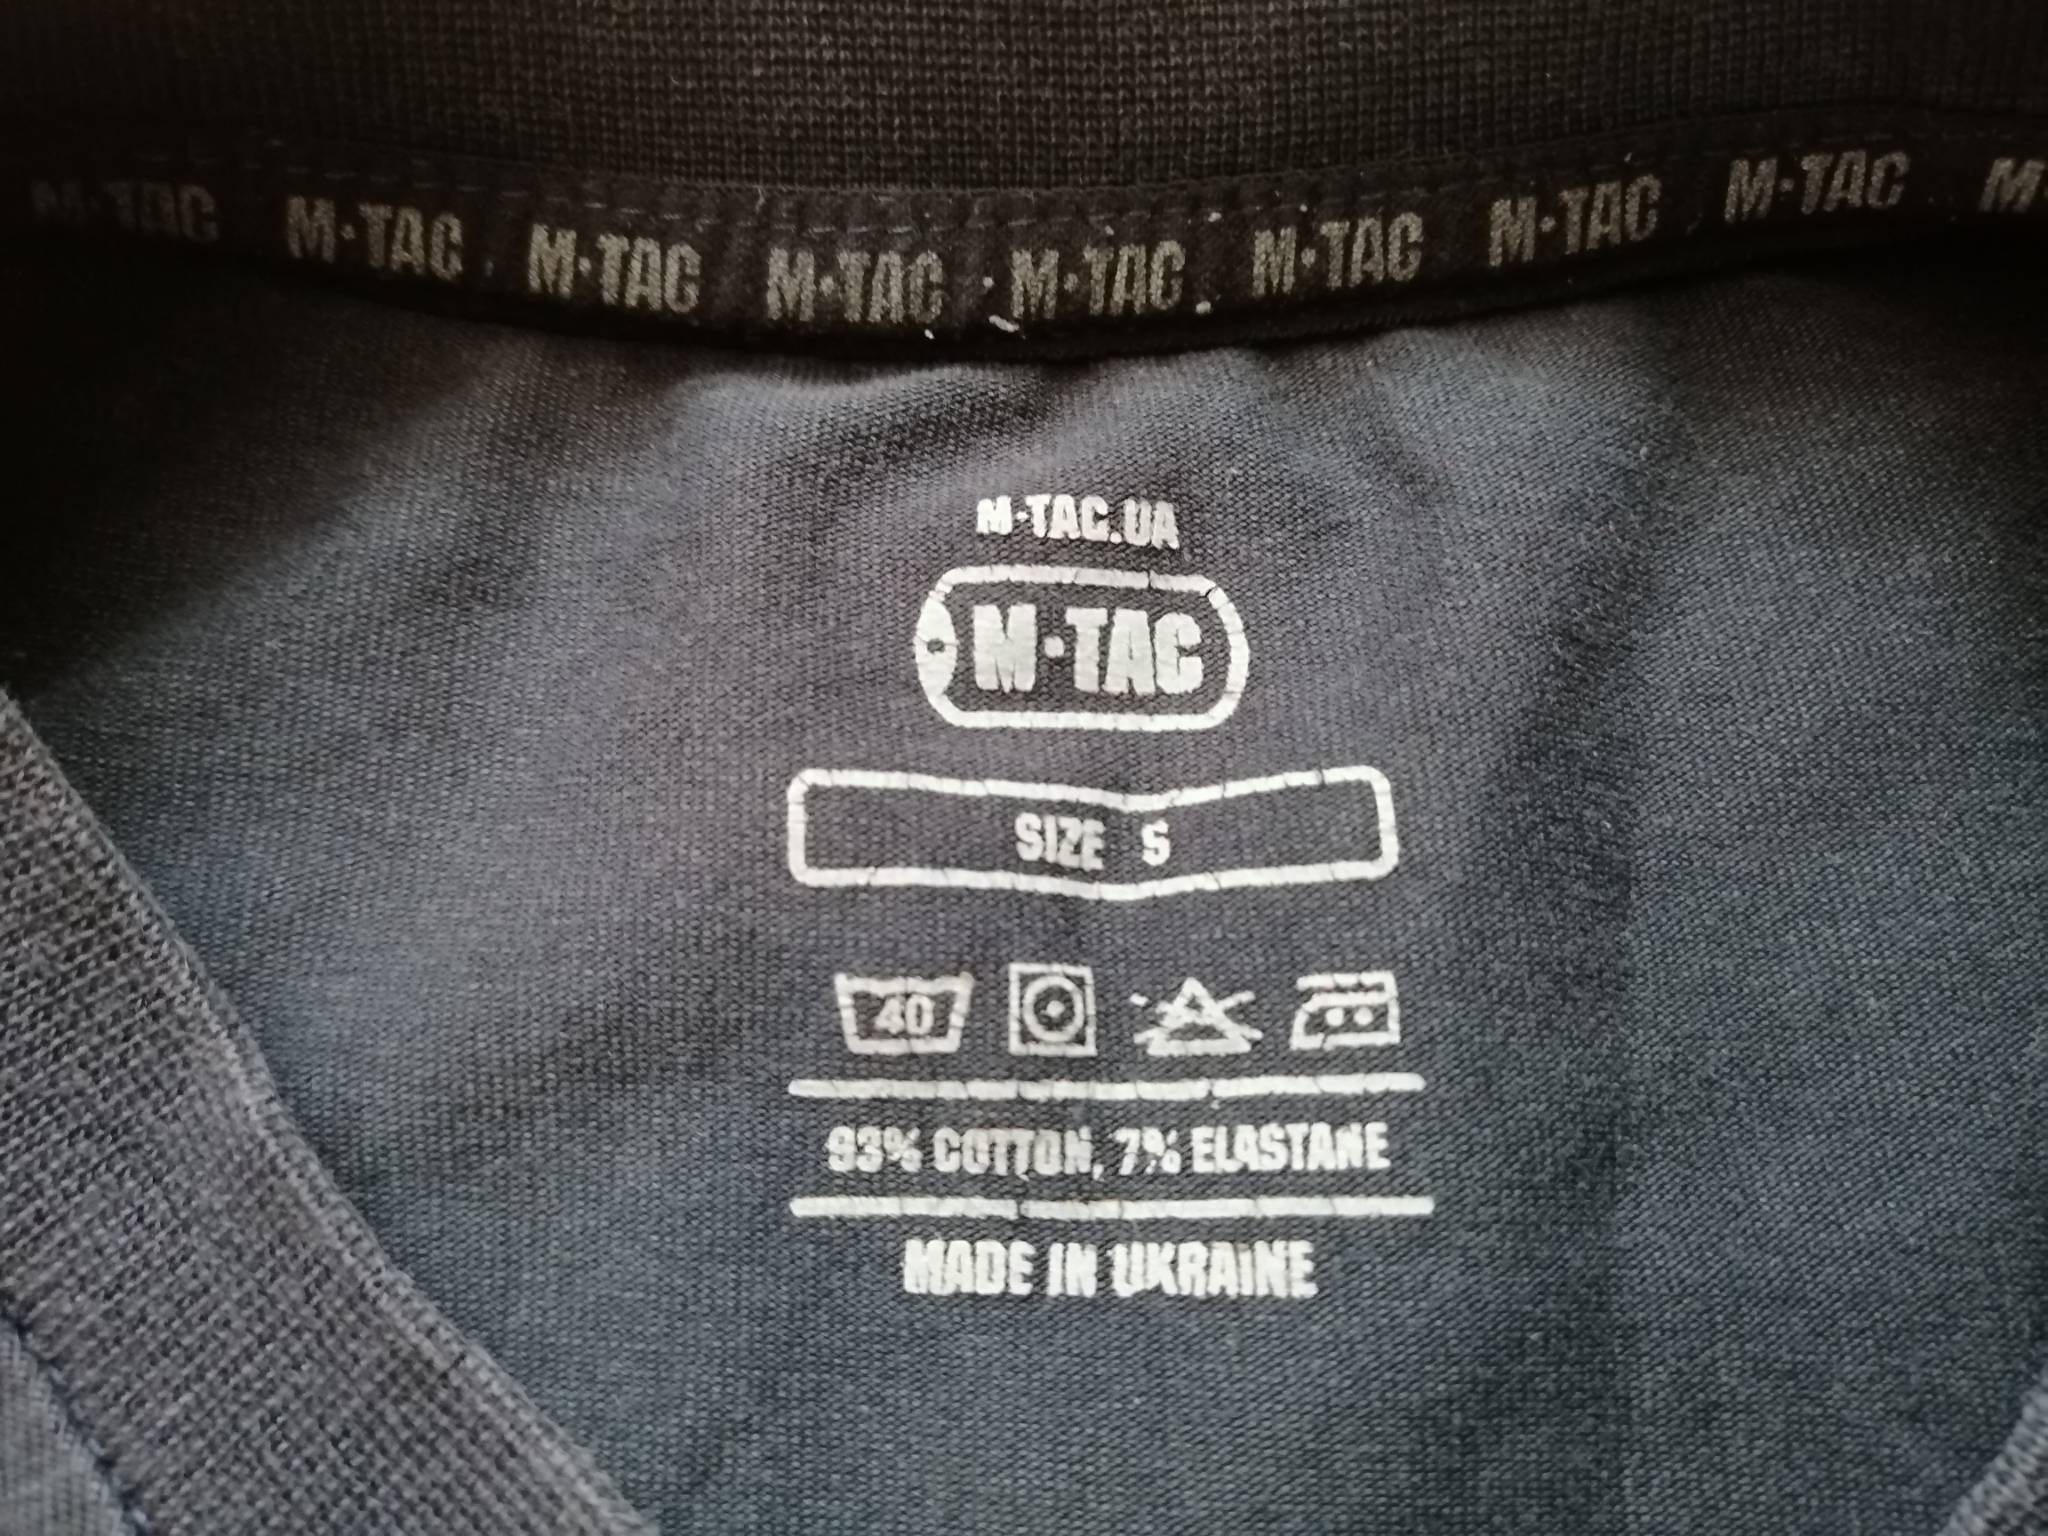 M·TAC M·TAC M·TAC M·TAC M·TAC M·TAC M·TAC M·TAC M·
M·TAC.UA
M·TAC
SIZE S
40
93% COTTON, 7% ELASTANE
MADE IN UKRAINE